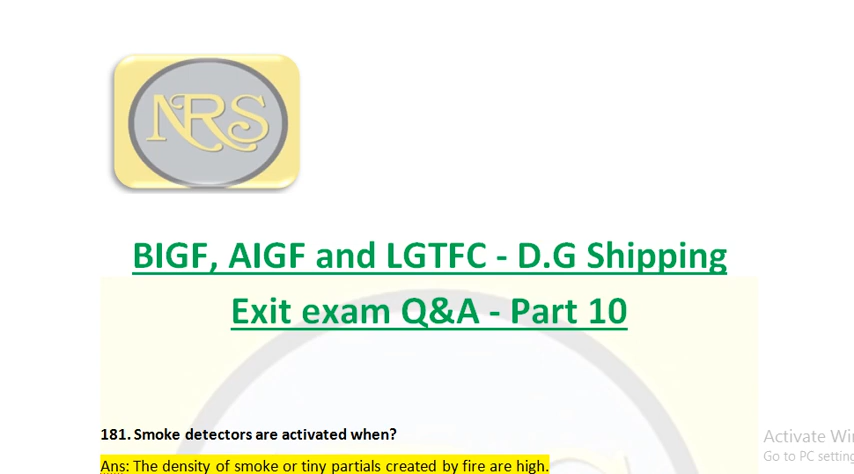 NRS
BIGF, AIGF and LGTFC - D.G Shipping
Exit exam Q&A - Part 10
181. Smoke detectors are activated when?
Ans: The density of smoke or tiny partials created by fire are high.
Activate Wi
Go to PC setting